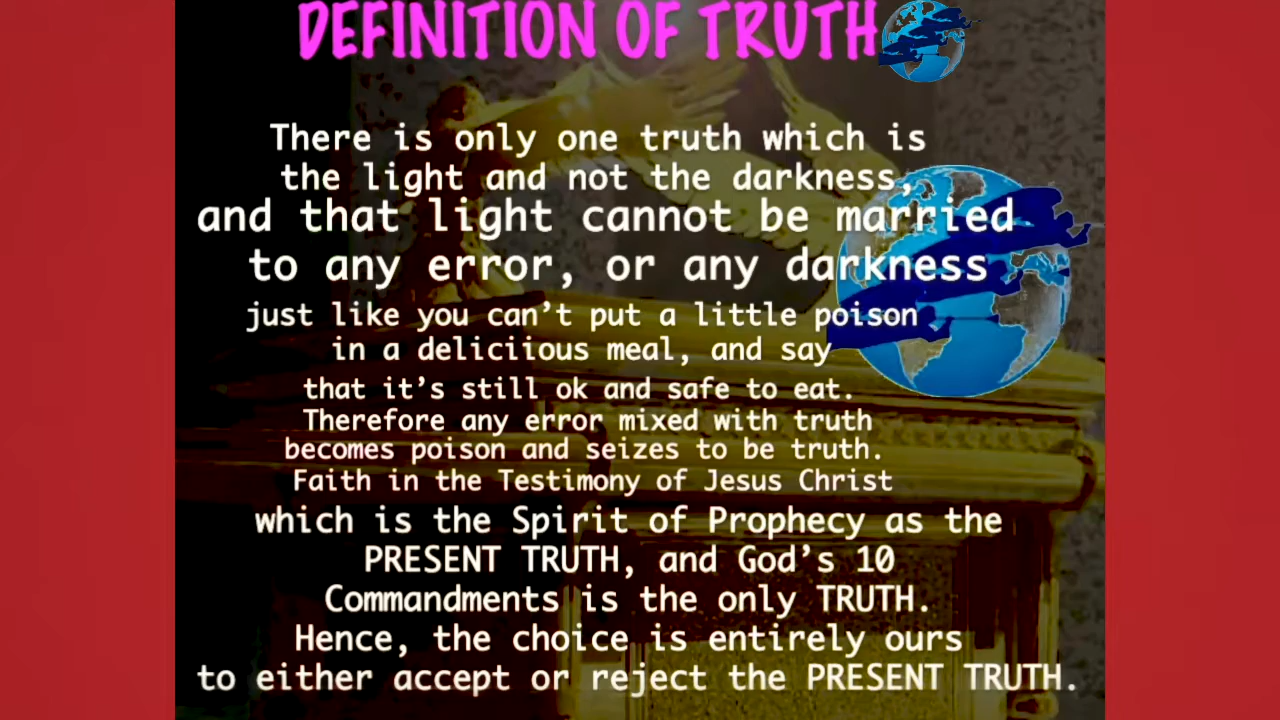 DEFINITION OF TRUTH
There is only one truth which is
the light and not the darkness,
and that light cannot be married
to any error, or any darkness
just like you can’t put a little poison
in a deliciious meal, and say
that it’s still ok and safe to eat.
Therefore any error mixed with truth
becomes poison and seizes to be truth.
Faith in the Testimony of Jesus Christ
which is the Spirit of Prophecy as the
PRESENT TRUTH, and God’s 10
Commandments is the only TRUTH.
Hence, the choice is entirely ours
to either accept or reject the PRESENT TRUTH.